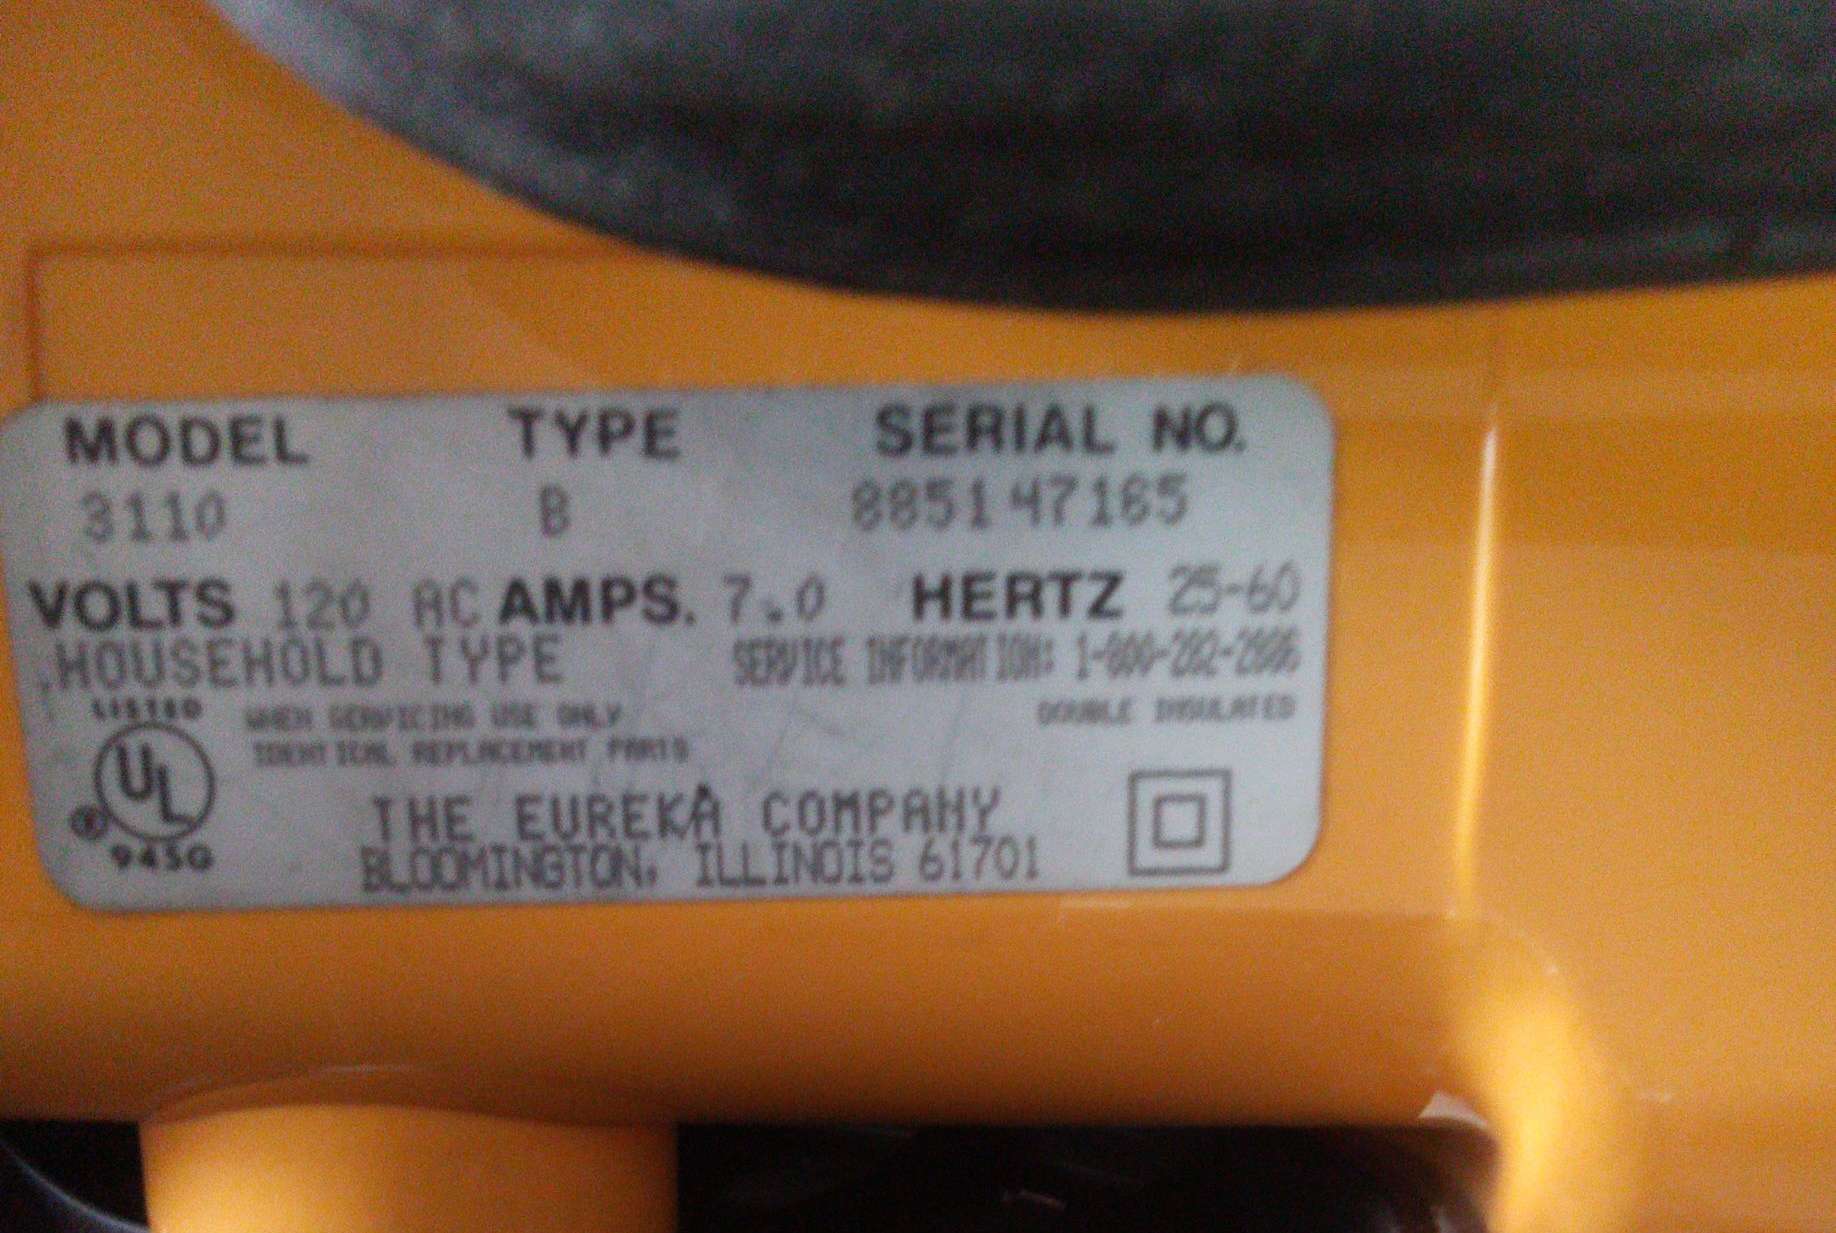 MODEL TYPE SERIAL NO.
3110 B 885147165
VOLTS 120 AC AMPS. 7.0 HERTZ 25-60
HOUSEHOLD TYPE SERVICE INFORMATION: 1-800-282-2886
LISTED WHEN SERVICING USE ONLY DOUBLE INSULATED
IDENTICAL REPLACEMENT PARTS
UL
®
THE EUREKA COMPANY
945G
BLOOMINGTON, ILLINOIS 61701